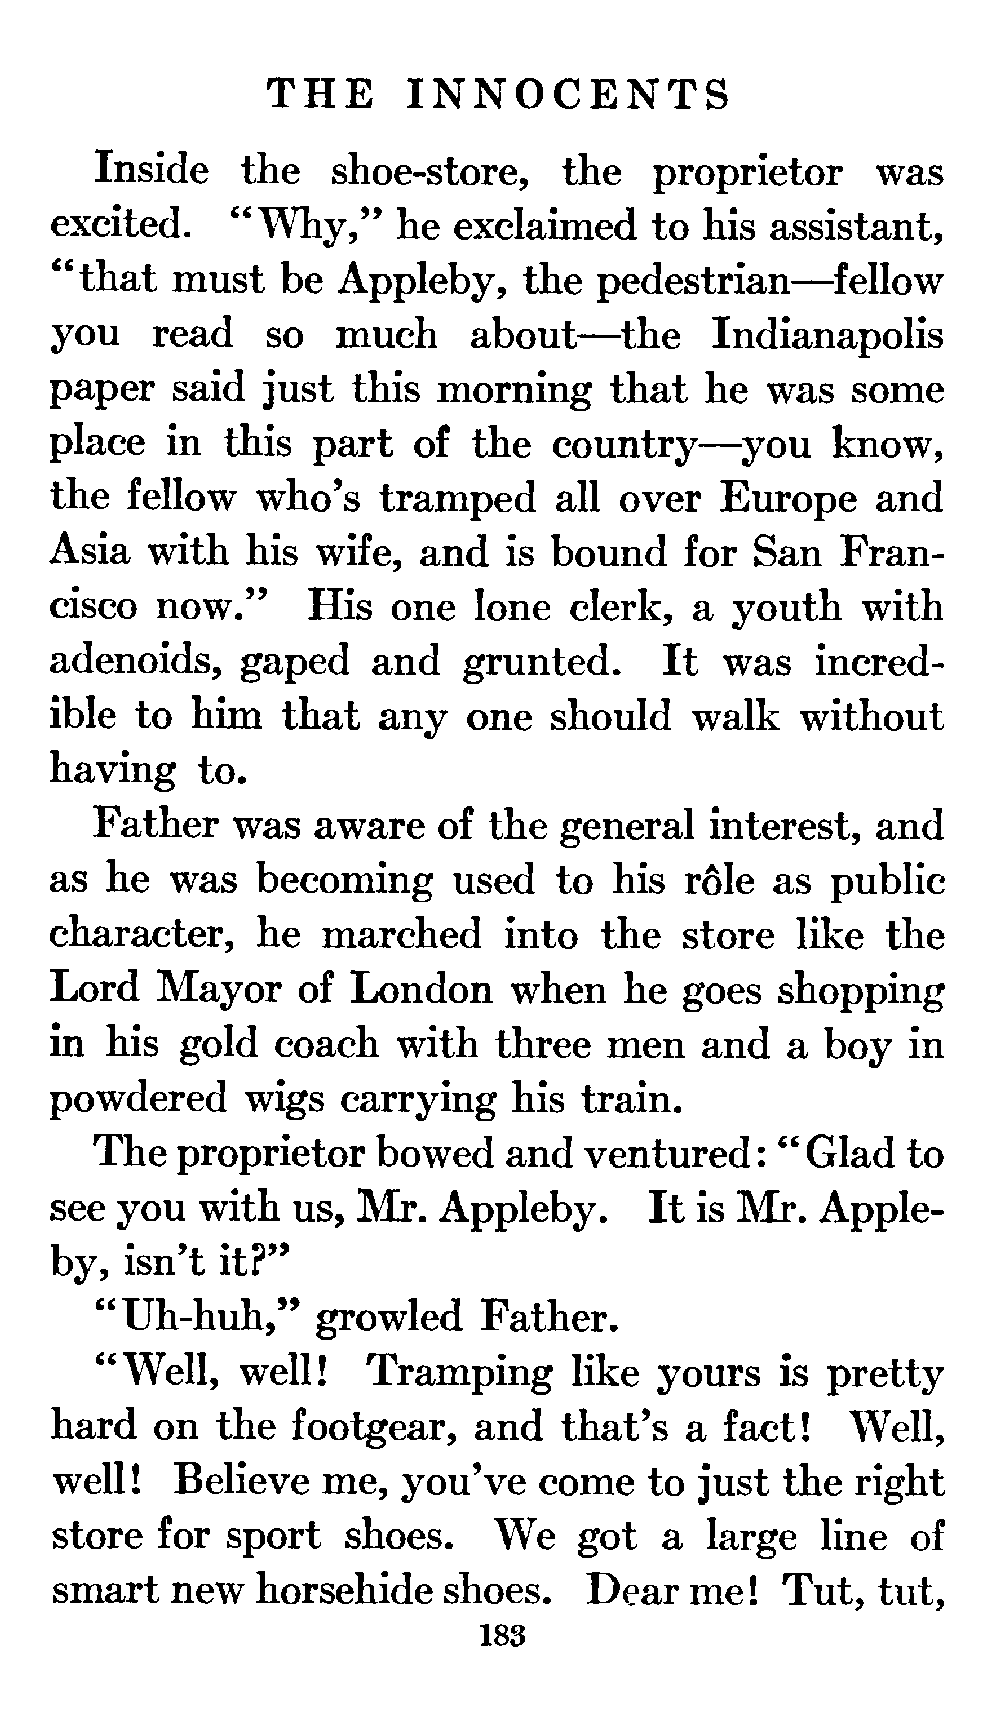 THE INNOCENTS
Inside the shoe-store, the proprietor was
excited. “Why,” he exclaimed to his assistant,
“that must be Appleby, the pedestrian—fellow
you read so much about—the Indianapolis
paper said just this morning that he was some
place in this part of the country—you know,
the fellow who’s tramped all over Europe and
Asia with his wife, and is bound for San Fran-
cisco now.” His one lone clerk, a youth with
adenoids, gaped and grunted. It was incred-
ible to him that any one should walk without
having to.
Father was aware of the general interest, and
as he was becoming used to his rôle as public
character, he marched into the store like the
Lord Mayor of London when he goes shopping
in his gold coach with three men and a boy in
powdered wigs carrying his train.
The proprietor bowed and ventured: “Glad to
see you with us, Mr. Appleby. It is Mr. Apple-
by, isn’t it?”
“Uh-huh,” growled Father.
“Well, well! Tramping like yours is pretty
hard on the footgear, and that’s a fact! Well,
well! Believe me, you’ve come to just the right
store for sport shoes. We got a large line of
smart new horsehide shoes. Dear me! Tut, tut,
183